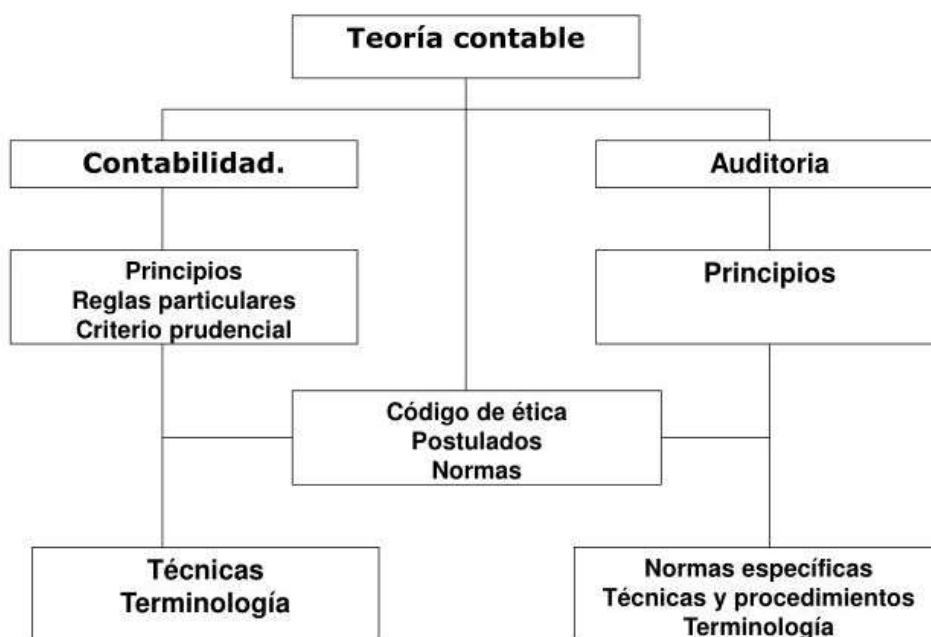 Teoría contable
Contabilidad.
Auditoria
Principios
Reglas particulares
Criterio prudencial
Principios
Código de ética
Postulados
Normas
Técnicas
Terminología
Normas específicas
Técnicas y procedimientos
Terminología